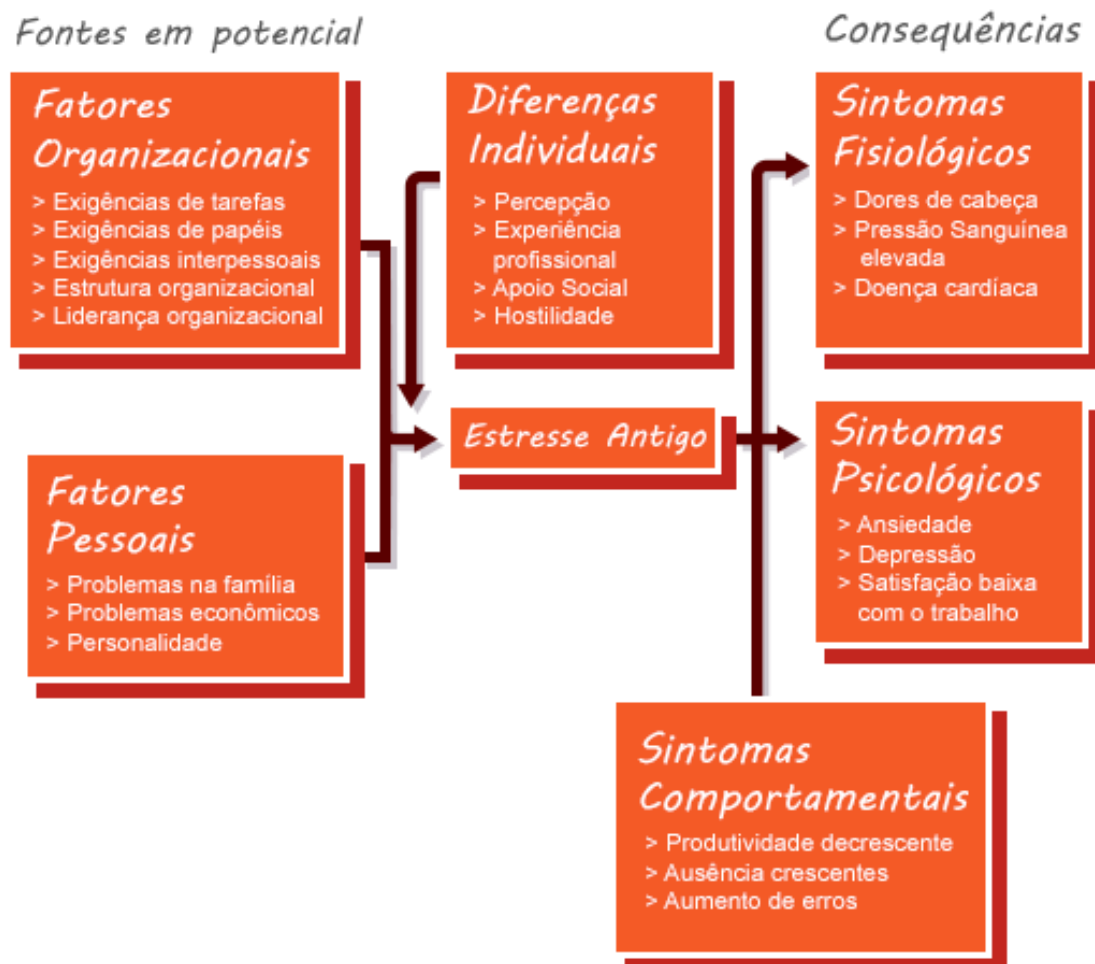 Fontes em potencial
Consequências
Fatores
Organizacionais
> Exigências de tarefas
> Exigências de papéis
> Exigências interpessoais
> Estrutura organizacional
> Liderança organizacional
Diferenças
Individuais
> Percepção
> Experiência
profissional
> Apoio Social
> Hostilidade
Sintomas
Fisiológicos
> Dores de cabeça
> Pressão Sanguínea
elevada
> Doença cardíaca
Estresse Antigo
Fatores
Pessoais
> Problemas na família
> Problemas econômicos
> Personalidade
Sintomas
Psicológicos
> Ansiedade
> Depressão
> Satisfação baixa
com o trabalho
Sintomas
Comportamentais
> Produtividade decrescente
> Ausência crescentes
> Aumento de erros